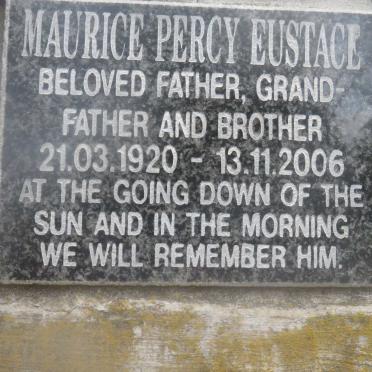 MAURICE PERCY EUSTACE
BELOVED FATHER, GRAND-
FATHER AND BROTHER
21.03.1920 - 13.11.2006
AT THE GOING DOWN OF THE
SUN AND IN THE MORNING
WE WILL REMEMBER HIM.